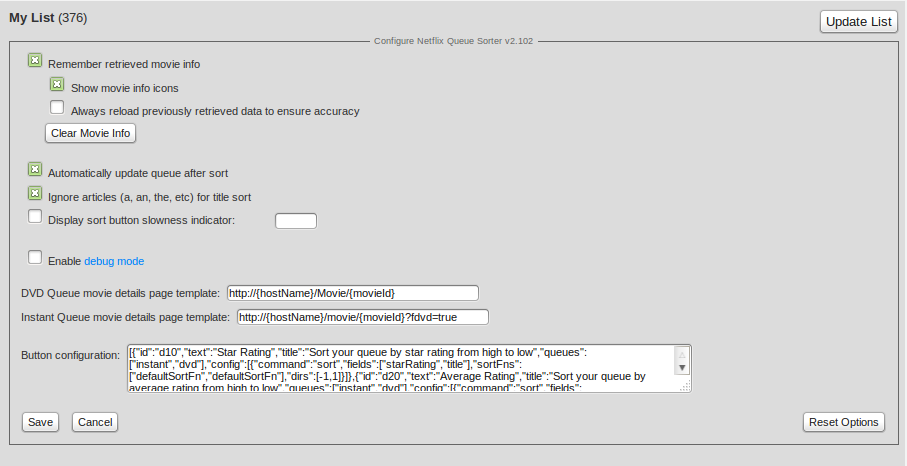 My List (376)
Update List
Configure Netflix Queue Sorter v2.102
Remember retrieved movie info
Show movie info icons
Always reload previously retrieved data to ensure accuracy
Clear Movie Info
Automatically update queue after sort
Ignore articles (a, an, the, etc) for title sort
Display sort button slowness indicator:
Enable debug mode
DVD Queue movie details page template: http://{hostName}/Movie/{movieId}
Instant Queue movie details page template: http://{hostName}/movie/{movieId}?fdvd=true
Button configuration:
[{"id":"d10","text":"Star Rating","title":"Sort your queue by star rating from high to low","queues":
["instant","dvd"],"config":[{"command":"sort","fields":["starRating","title"],"sortFns":
["defaultSortFn","defaultSortFn"],"dirs":[-1,1]}]},{"id":"d20","text":"Average Rating","title":"Sort your queue by
average rating from high to low","queues":["instant","dvd"],"config":[{"command":"sort","fields":
Save
Cancel
Reset Options